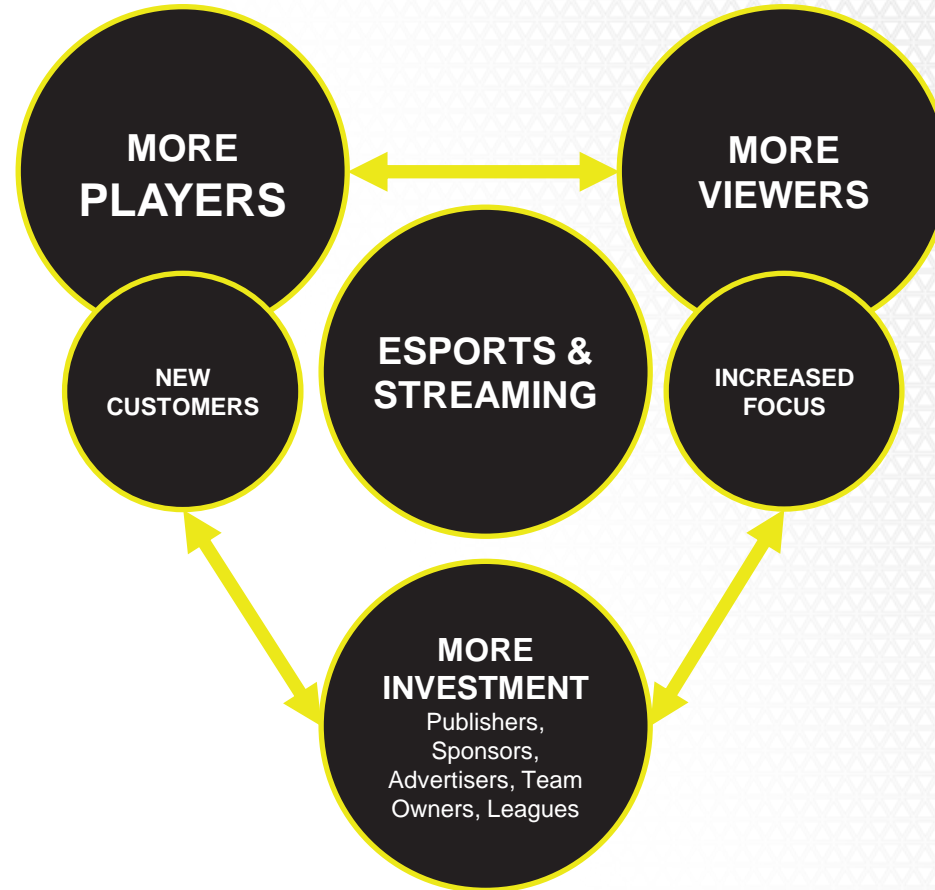 MORE
PLAYERS
MORE
VIEWERS
ESPORTS &
STREAMING
NEW
CUSTOMERS
INCREASED
FOCUS
MORE
INVESTMENT
Publishers,
Sponsors,
Advertisers, Team
Owners, Leagues